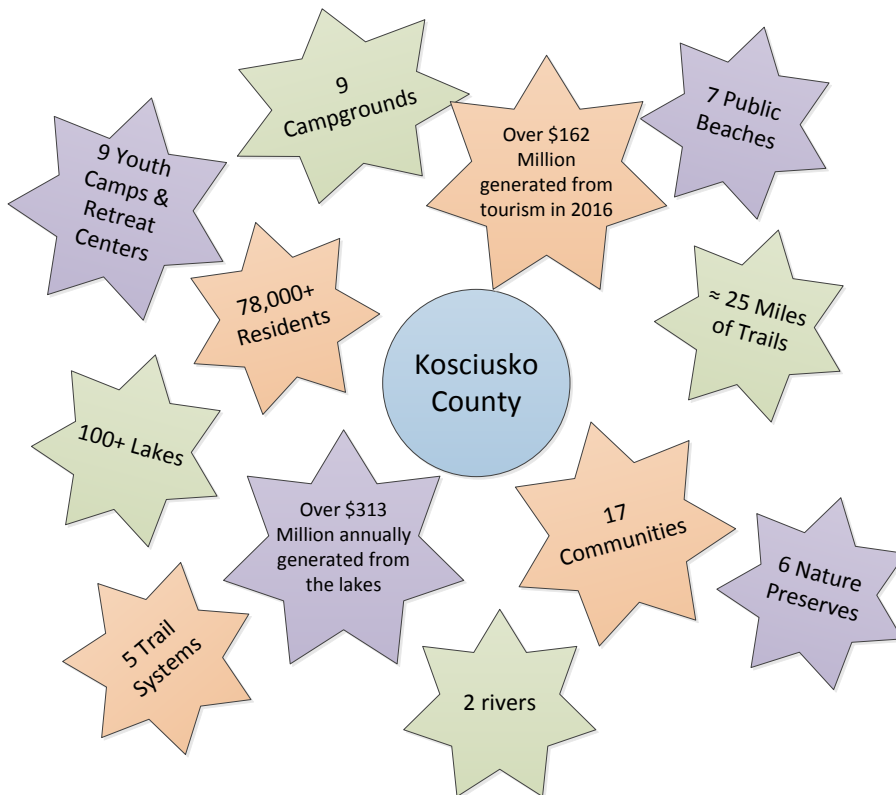 9
Campgrounds
Over $162
Million
generated from
tourism in 2016
7 Public
Beaches
9 Youth
Camps &
Retreat
Centers
78,000+
Residents
≈ 25 Miles
of Trails
Kosciusko
County
100+ Lakes
Over $313
Million annually
generated from
the lakes
17
Communities
6 Nature
Preserves
5 Trail
Systems
2 rivers